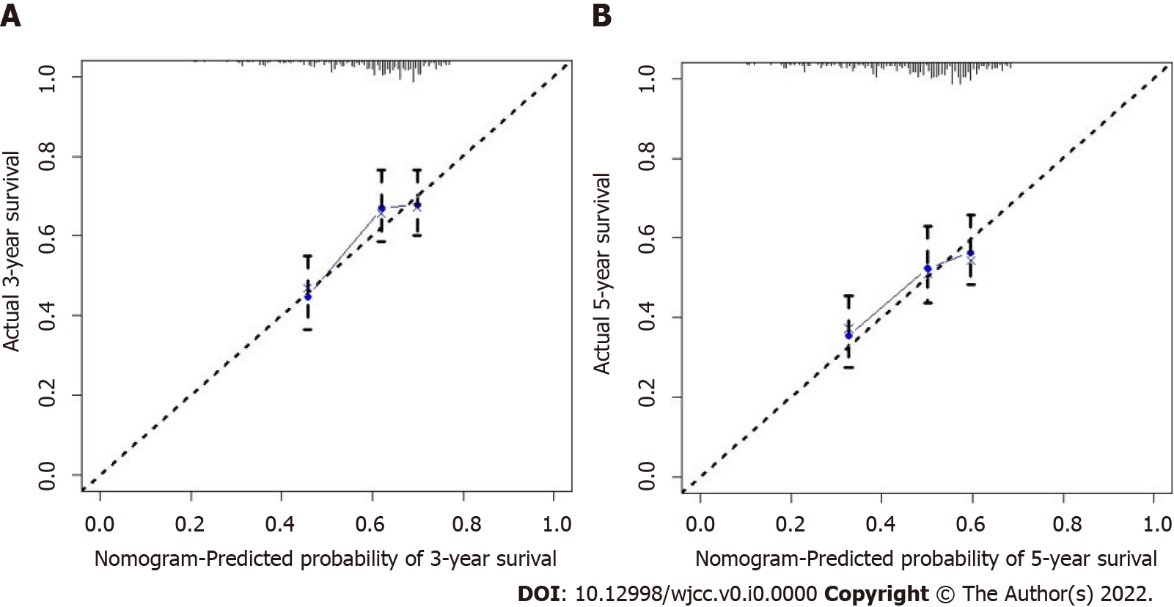 A
B
Actual 3-year survival
1.0
0.8
0.6
0.4
0.2
0.0
0.0 0.2 0.4 0.6 0.8 1.0
Nomogram-Predicted probability of 3-year surival
Actual 5-year survival
1.0
0.8
0.6
0.4
0.2
0.0
0.0 0.2 0.4 0.6 0.8 1.0
Nomogram-Predicted probability of 5-year survival
DOI: 10.12998/wjcc.v0.i0.0000 Copyright © The Author(s) 2022.